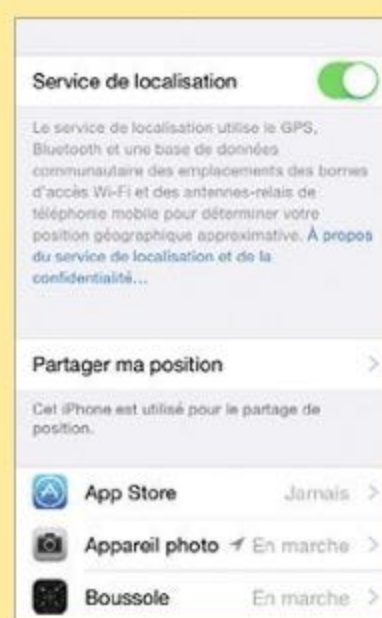 Service de localisation
Le service de localisation utilise le GPS,
Bluetooth et une base de données
communautaire des emplacements des bornes
d'accès Wi-Fi et des antennes-relais de
téléphonie mobile pour déterminer votre
position géographique approximative. À propos
du service de localisation et de la
confidentialité...
Partager ma position
Cet iPhone est utilisé pour le partage de
position.
App Store Jamais
Appareil photo En marche
Boussole En marche